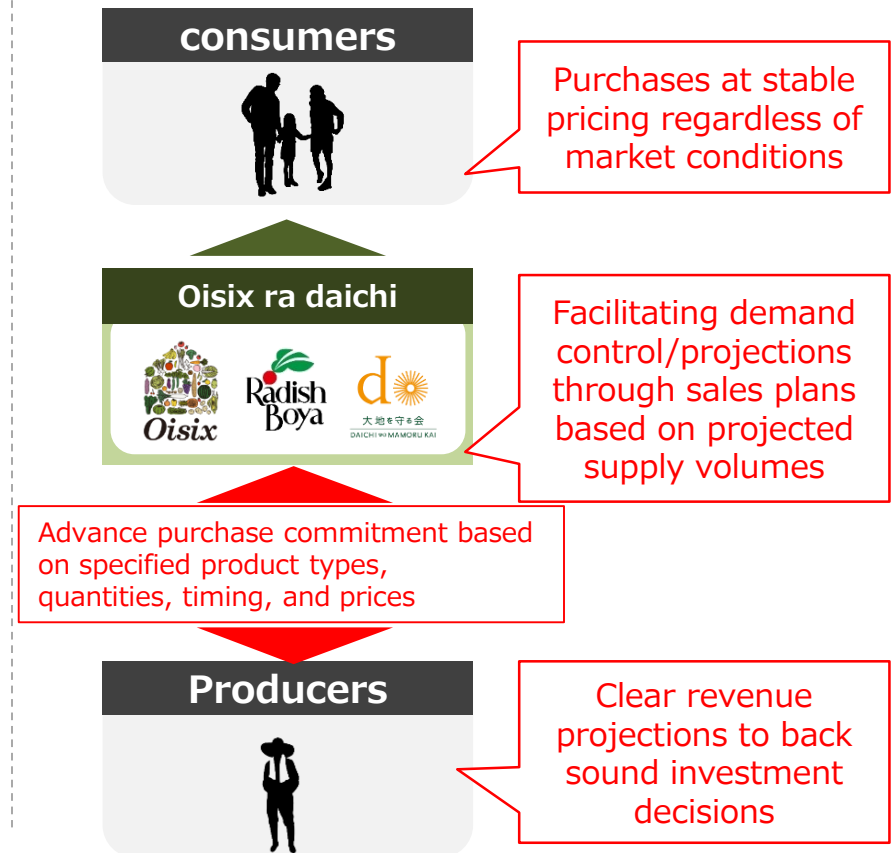 consumers
Purchases at stable
pricing regardless of
market conditions
Oisix ra daichi
Oisix
Radish
Boya
do
大地を守る会
DAICHI wo MAMORU KAI
Facilitating demand
control/projections
through sales plans
based on projected
supply volumes
Advance purchase commitment based
on specified product types,
quantities, timing, and prices
Producers
Clear revenue
projections to back
sound investment
decisions